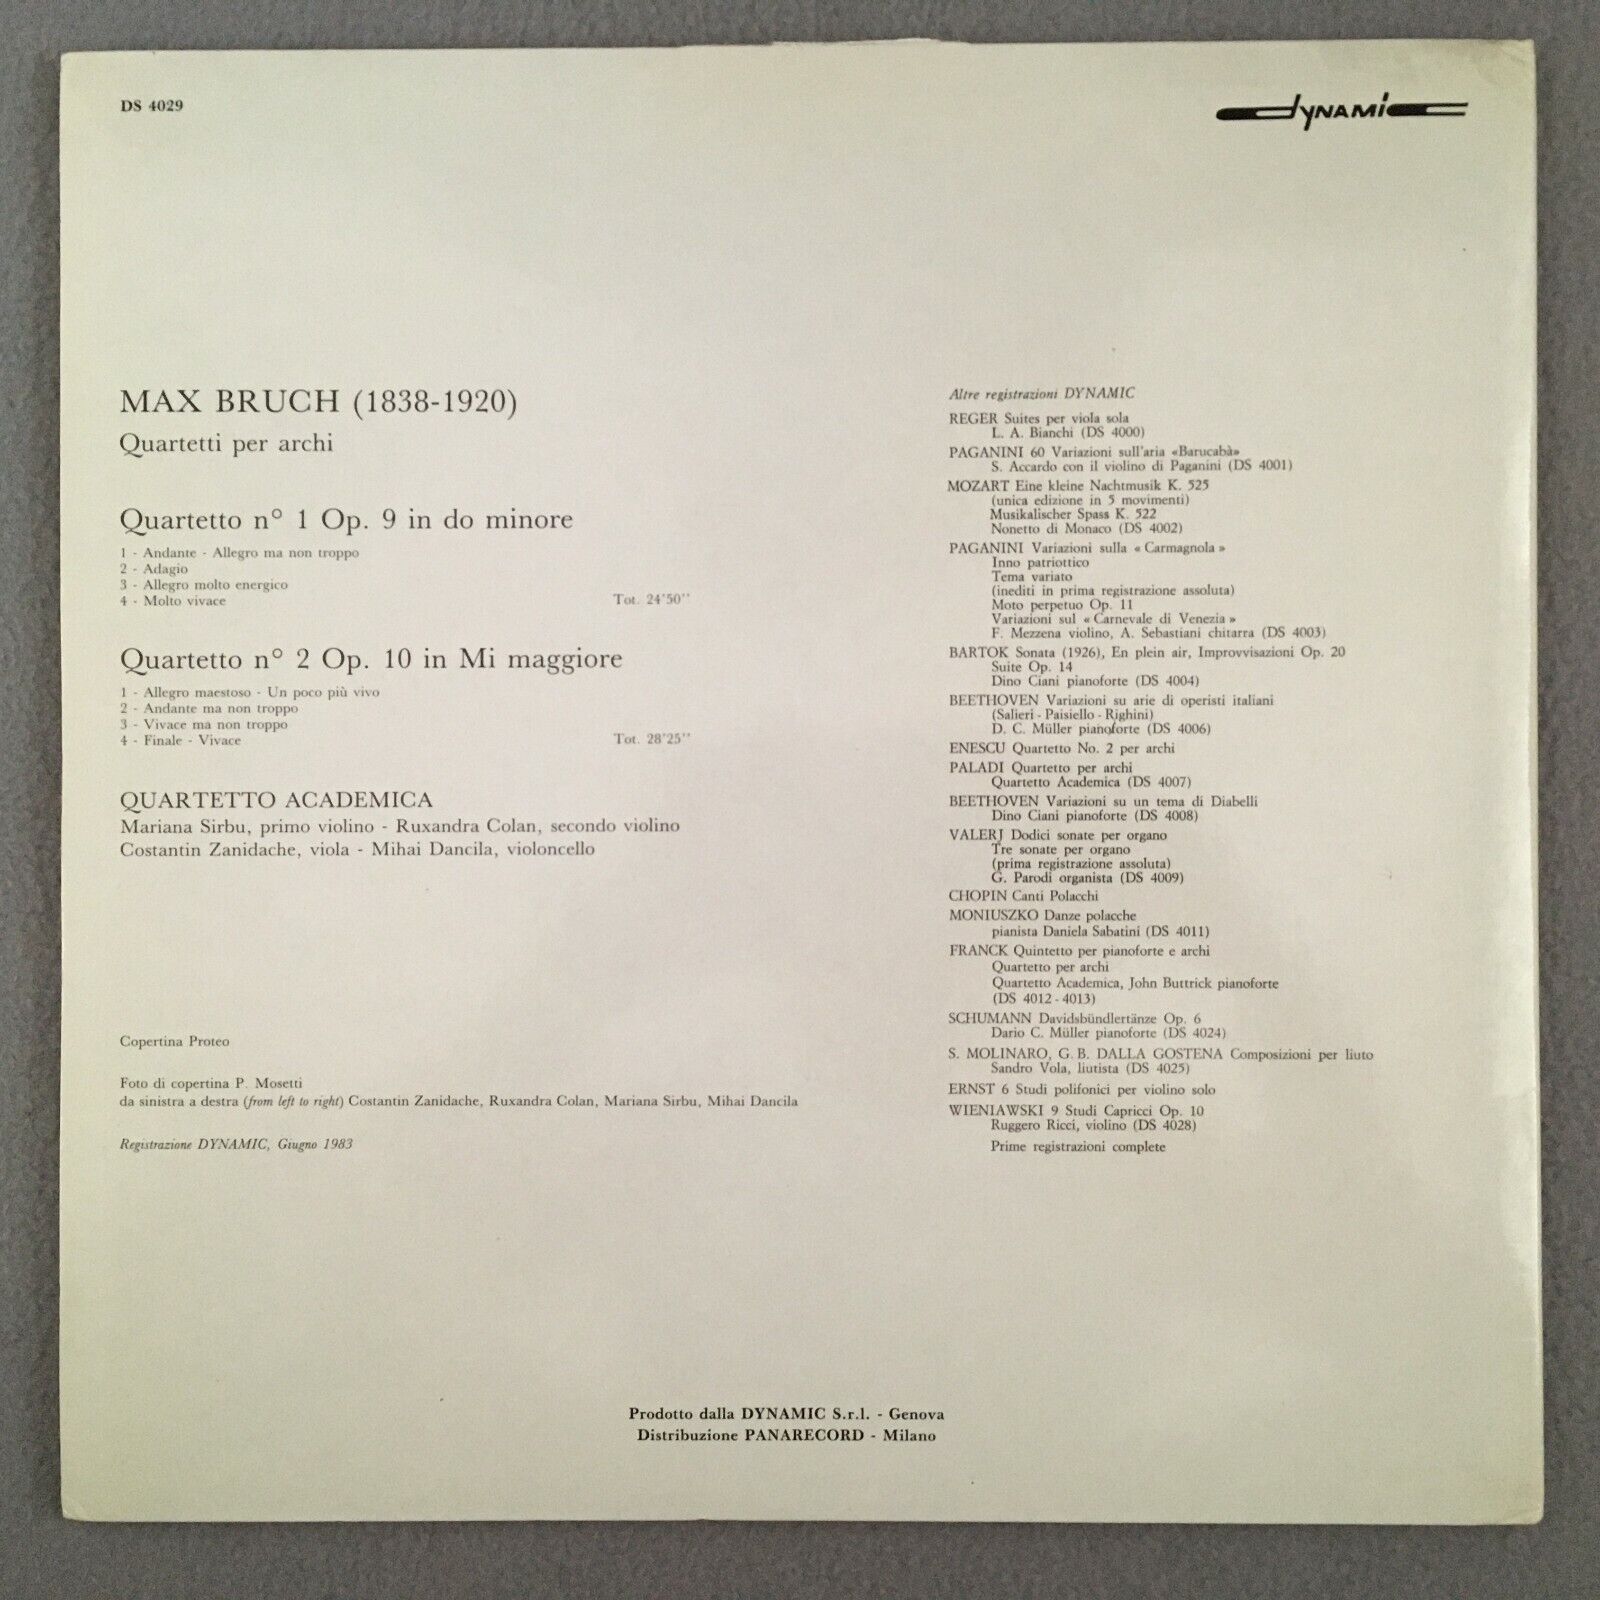 DS 4029
dynamic
MAX BRUCH (1838-1920)
Quartetti per archi
Quartetto n° 1 Op. 9 in do minore
1 - Andante - Allegro ma non troppo
2 - Adagio
3 - Allegro molto energico
4 - Molto vivace Tot. 24'50''
Quartetto n° 2 Op. 10 in Mi maggiore
1 - Allegro maestoso - Un poco più vivo
2 - Andante ma non troppo
3 - Vivace ma non troppo
4 - Finale - Vivace Tot. 28'25''
QUARTETTO ACADEMICA
Mariana Sirbu, primo violino - Ruxandra Colan, secondo violino
Costantin Zanidache, viola - Mihai Dancila, violoncello
Copertina Proteo
Foto di copertina P. Mosetti
da sinistra a destra (from left to right) Costantin Zanidache, Ruxandra Colan, Mariana Sirbu, Mihai Dancila
Registrazione DYNAMIC, Giugno 1983
Altre registrazioni DYNAMIC
REGER Suites per viola sola
L. A. Bianchi (DS 4000)
PAGANINI 60 Variazioni sull'aria «Barucabà»
S. Accardo con il violino di Paganini (DS 4001)
MOZART Eine kleine Nachtmusik K. 525
(unica edizione in 5 movimenti)
Musikalischer Spass K. 522
Nonetto di Monaco (DS 4002)
PAGANINI Variazioni sulla « Carmagnola »
Inno patriottico
Tema variato
(inediti in prima registrazione assoluta)
Moto perpetuo Op. 11
Variazioni sul « Carnevale di Venezia »
F. Mezzena violino, A. Sebastiani chitarra (DS 4003)
BARTOK Sonata (1926), En plein air, Improvvisazioni Op. 20
Suite Op. 14
Dino Ciani pianoforte (DS 4004)
BEETHOVEN Variazioni su arie di operisti italiani
(Salieri - Paisiello - Righini)
D. C. Müller pianoforte (DS 4006)
ENESCU Quartetto No. 2 per archi
PALADI Quartetto per archi
Quartetto Academica (DS 4007)
BEETHOVEN Variazioni su un tema di Diabelli
Dino Ciani pianoforte (DS 4008)
VALERJ Dodici sonate per organo
Tre sonate per organo
(prima registrazione assoluta)
G. Parodi organista (DS 4009)
CHOPIN Canti Polacchi
MONIUSZKO Danze polacche
pianista Daniela Sabatini (DS 4011)
FRANCK Quintetto per pianoforte e archi
Quartetto per archi
Quartetto Academica, John Buttrick pianoforte
(DS 4012 - 4013)
SCHUMANN Davidsbündlertänze Op. 6
Dario C. Müller pianoforte (DS 4024)
S. MOLINARO, G. B. DALLA GOSTENA Composizioni per liuto
Sandro Vola, liutista (DS 4025)
ERNST 6 Studi polifonici per violino solo
WIENIAWSKI 9 Studi Capricci Op. 10
Ruggero Ricci, violino (DS 4028)
Prime registrazioni complete
Prodotto dalla DYNAMIC S.r.l. - Genova
Distribuzione PANARECORD - Milano